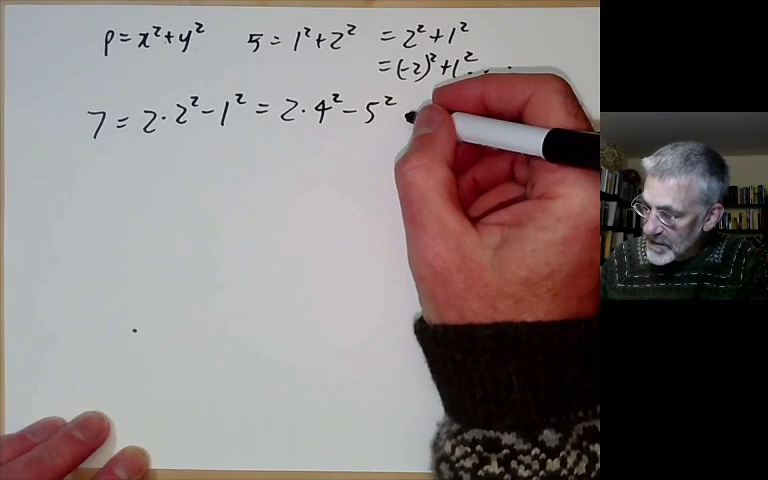 p = x² + y²   5 = 1² + 2²   = 2² + 1²
= (-2)² + 1² ...
7 = 2 · 2² - 1² = 2 · 4² - 5²